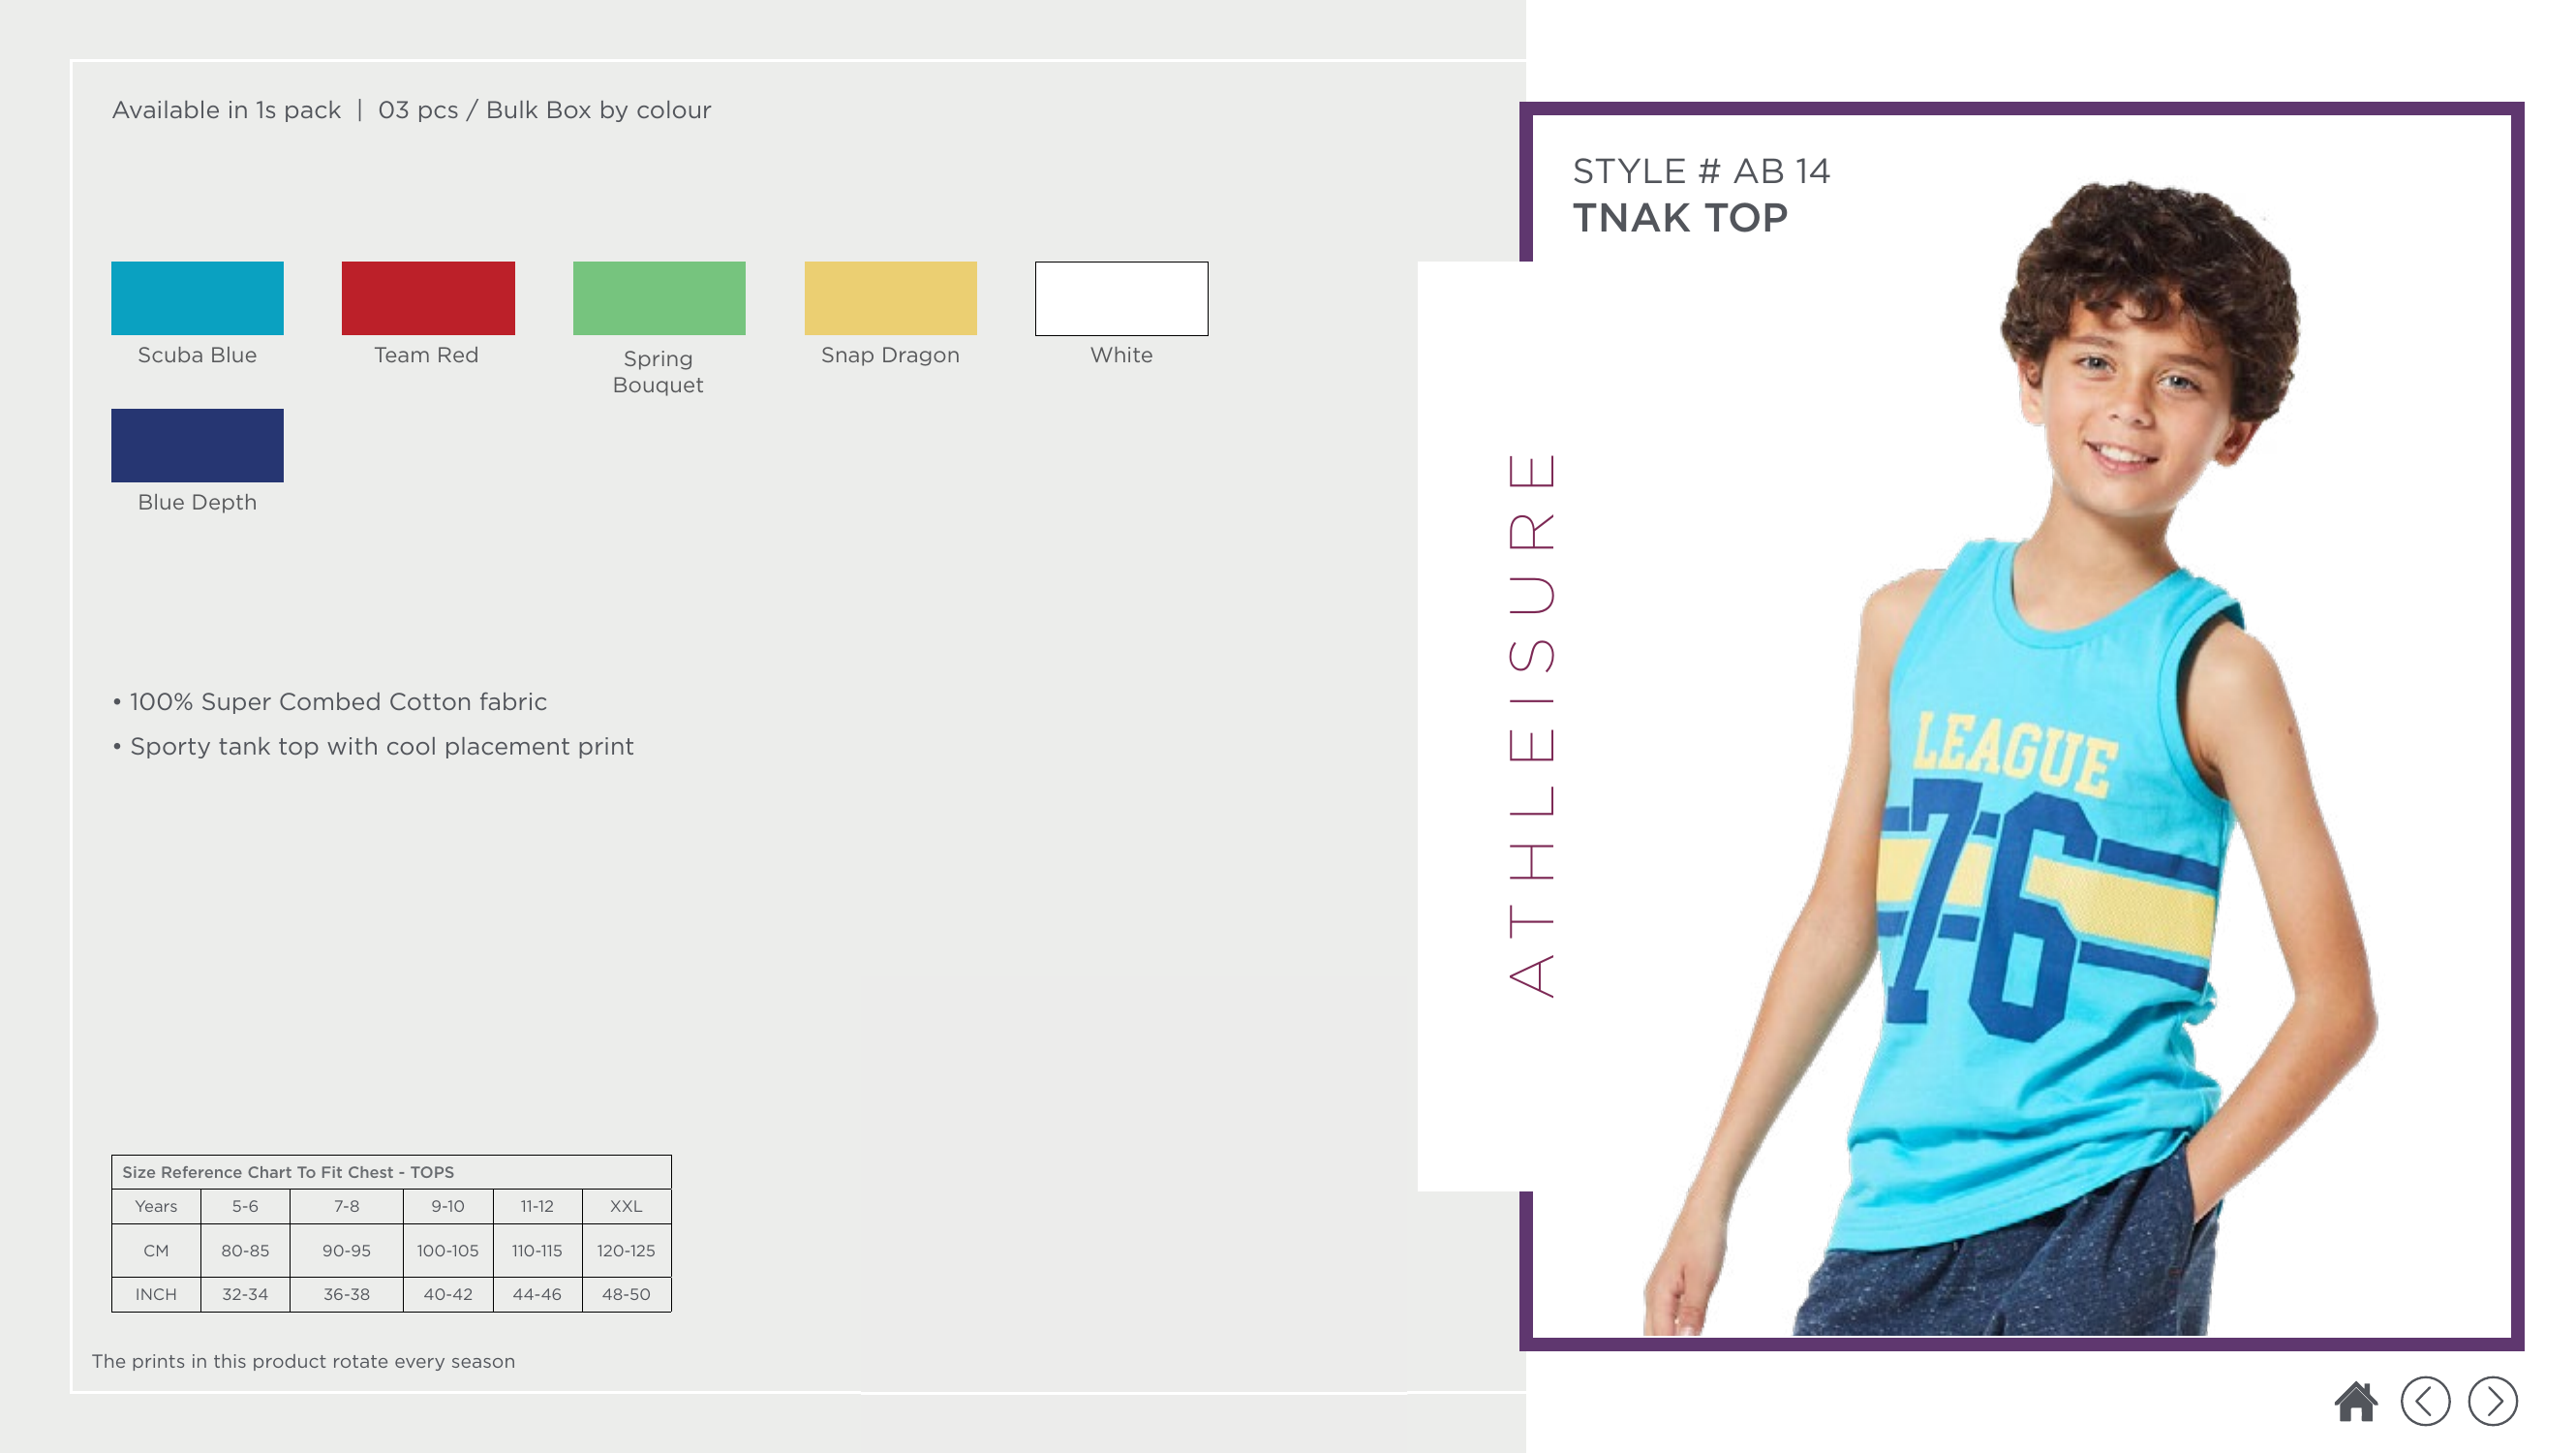 Available in 1s pack | 03 pcs / Bulk Box by colour
Scuba Blue
Team Red
Spring
Bouquet
Snap Dragon
White
Blue Depth
• 100% Super Combed Cotton fabric
• Sporty tank top with cool placement print
Size Reference Chart To Fit Chest - TOPS
Years 5-6 7-8 9-10 11-12 XXL
CM 80-85 90-95 100-105 110-115 120-125
INCH 32-34 36-38 40-42 44-46 48-50
The prints in this product rotate every season
ATHLEISURE
STYLE # AB 14
TNAK TOP
LEAGUE
76